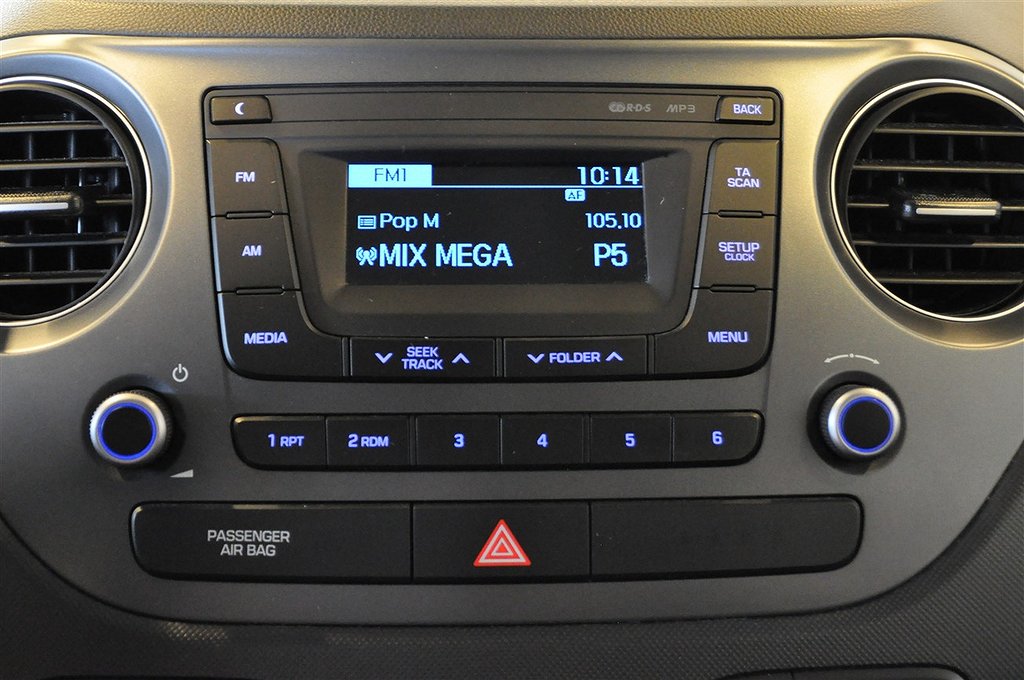 RDS MP3 BACK
FM1 10:14
AF
FM
TA
SCAN
Pop M 105.10
MIX MEGA P5
AM
SETUP
CLOCK
MEDIA
MENU
SEEK
TRACK
FOLDER
1 RPT 2 RDM 3 4 5 6
PASSENGER
AIR BAG